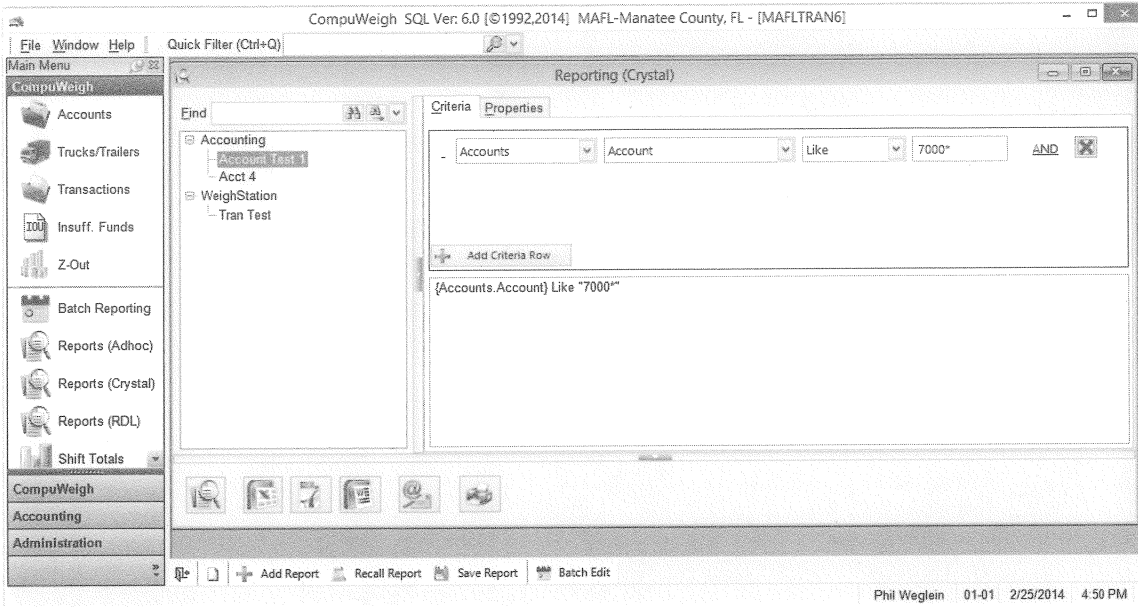 CompuWeigh SQL Ver: 6.0 [©1992,2014] MAFL-Manatee County, FL - [MAFLTRAN6]
File Window Help Quick Filter (Ctrl+Q)
Main Menu
CompuWeigh
Accounts
Trucks/Trailers
Transactions
IOU
Insuff. Funds
Z-Out
Batch Reporting
Reports (Adhoc)
Reports (Crystal)
Reports (RDL)
Shift Totals
CompuWeigh
Accounting
Administration
Reporting (Crystal)
Find
Accounting
Account Test 1
Acct 4
WeighStation
Tran Test
Criteria Properties
- Accounts Account Like 7000* AND
Add Criteria Row
{Accounts.Account} Like "7000*"
Add Report Recall Report Save Report Batch Edit
Phil Weglein 01-01 2/25/2014 4:50 PM